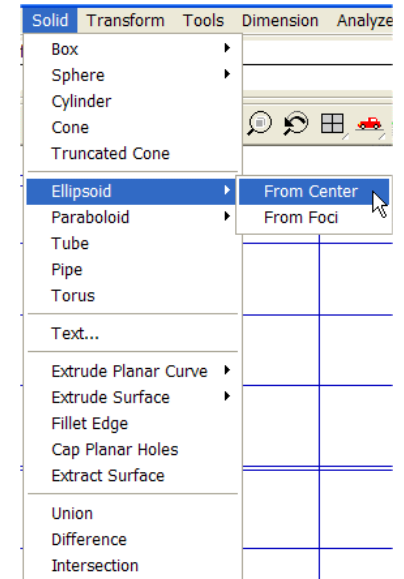 Solid Transform Tools Dimension Analyze
Box
Sphere
Cylinder
Cone
Truncated Cone
Ellipsoid From Center
Paraboloid From Foci
Tube
Pipe
Torus
Text...
Extrude Planar Curve
Extrude Surface
Fillet Edge
Cap Planar Holes
Extract Surface
Union
Difference
Intersection